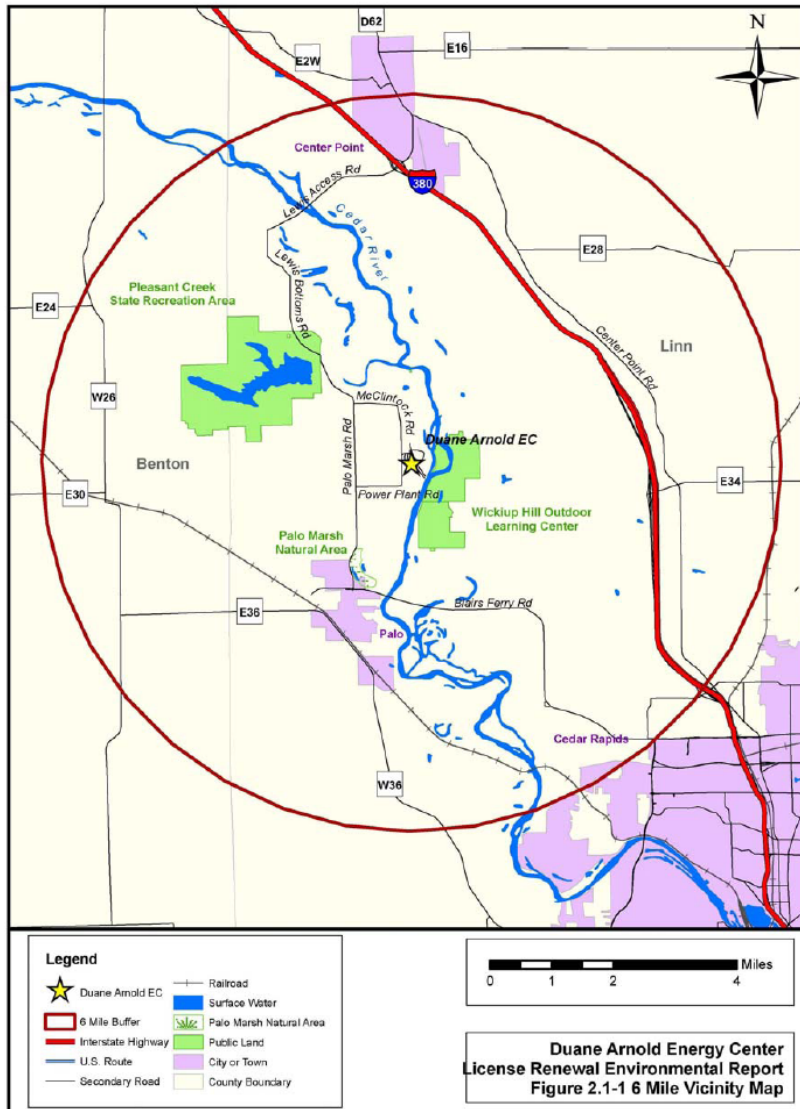 D62
N
E16
E2W
Center Point
380
Lewis Access Rd
Cedar River
E28
Pleasant Creek
State Recreation Area
Lewis Bottoms Rd
E24
Center Point Rd
Linn
W26
McClintock Rd
Palo Marsh Rd
Duane Arnold EC
Benton
E30
E34
Power Plant Rd
Wickiup Hill Outdoor
Learning Center
Palo Marsh
Natural Area
E36
Blairs Ferry Rd
Palo
Cedar Rapids
W36
Legend
Duane Arnold EC
6 Mile Buffer
Interstate Highway
U.S. Route
Secondary Road
Railroad
Surface Water
Palo Marsh Natural Area
Public Land
City or Town
County Boundary
Miles
0 1 2 4
Duane Arnold Energy Center
License Renewal Environmental Report
Figure 2.1-1 6 Mile Vicinity Map